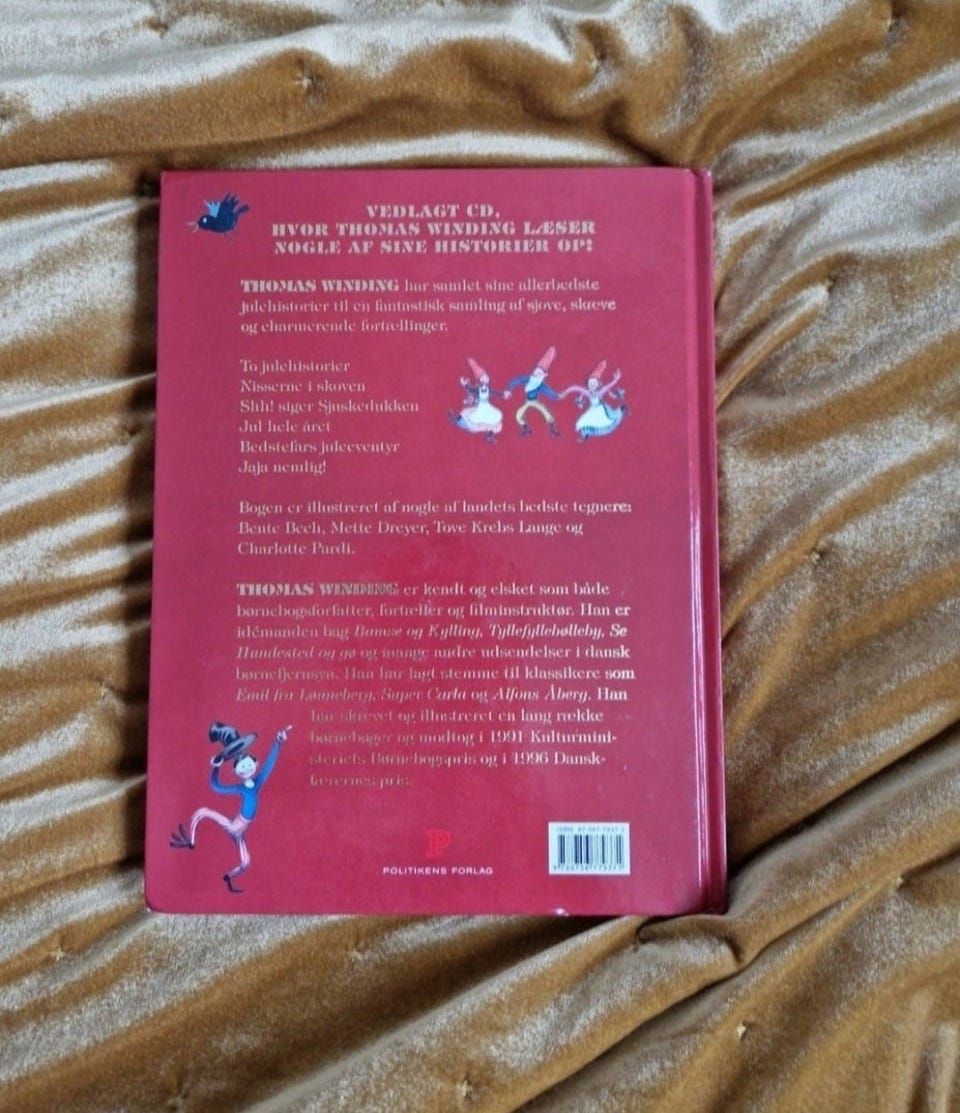 VEDLAGT CD,
HVOR THOMAS WINDING LÆSER
NOGLE AF SINE HISTORIER OP!
THOMAS WINDING har samlet sine allerbedste
julehistorier til en fantastisk samling af sjove, skæve
og charmerende fortællinger.
To julehistorier
Nisserne i skoven
Shh! siger Sjuskedukken
Jul hele året
Bedstefars juleeventyr
Jaja nemlig!
Bogen er illustreret af nogle af landets bedste tegnere:
Bente Bech, Mette Dreyer, Tove Krebs Lange og
Charlotte Pardi.
THOMAS WINDING er kendt og elsket som både
børnebogsforfatter, fortæller og filminstruktør. Han er
idémanden bag Bamse og Kylling, Tyllefyllebølleby, Se
Hundested og gø og mange andre udsendelser i dansk
børnefjernsyn. Han har lagt stemme til klassikere som
Emil fra Lønneberg, Super Carla og Alfons Åberg. Han
har skrevet og illustreret en lang række
børnebøger og modtog i 1991 Kulturmini-
steriets Børnebogspris og i 1996 Dansk-
lærernes pris.
P
POLITIKENS FORLAG
ISBN